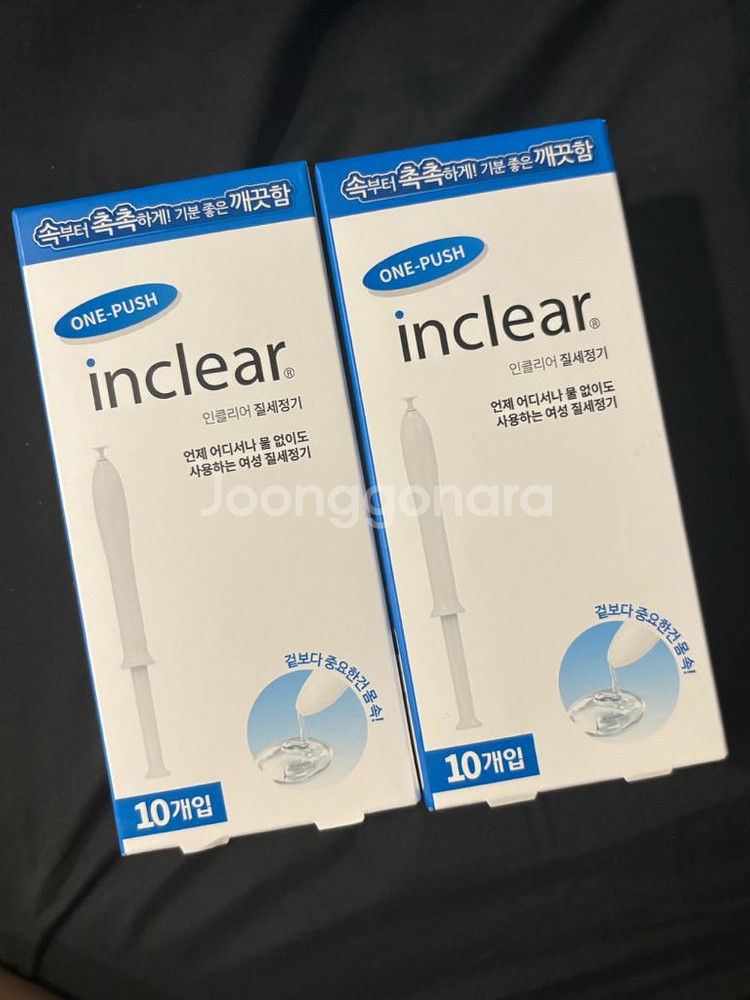 속부터 촉촉하게! 기분 좋은 깨끗함
ONE-PUSH
inclear®
인클리어 질세정기
언제 어디서나 물 없이도
사용하는 여성 질세정기
겉보다 중요한건 몸 속!
10개입
속부터 촉촉하게! 기분 좋은 깨끗함
ONE-PUSH
inclear®
인클리어 질세정기
언제 어디서나 물 없이도
사용하는 여성 질세정기
겉보다 중요한건 몸 속!
10개입
Joonggonara